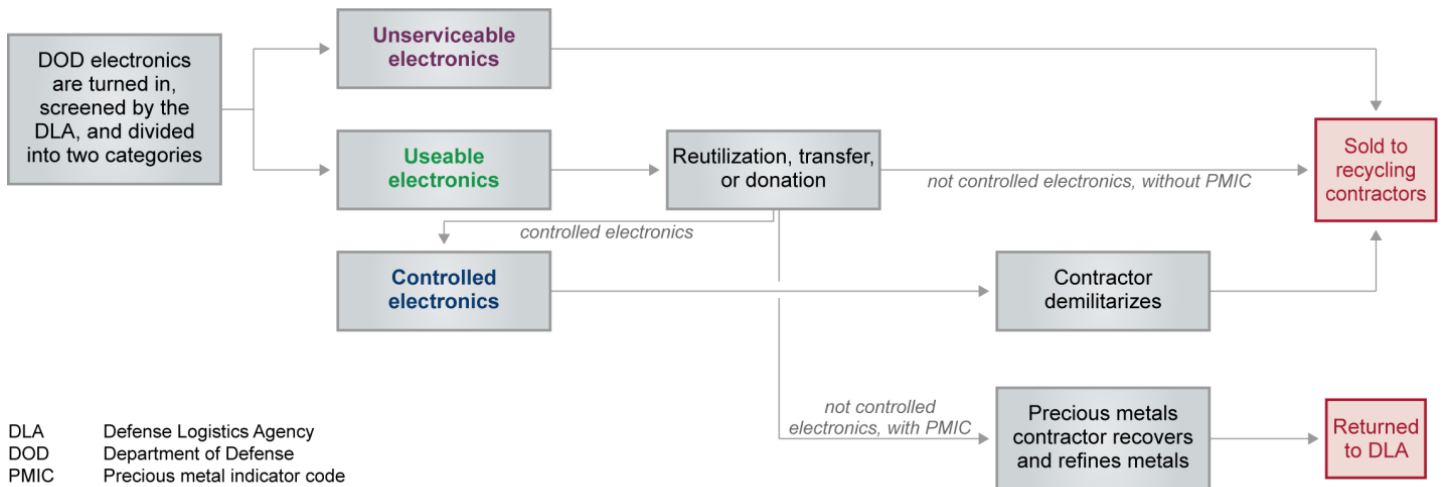 DOD electronics
are turned in,
screened by the
DLA, and divided
into two categories
Unserviceable
electronics
Useable
electronics
Reutilization, transfer,
or donation
not controlled electronics, without PMIC
Sold to
recycling
contractors
controlled electronics
Controlled
electronics
Contractor
demilitarizes
not controlled
electronics, with PMIC
Precious metals
contractor recovers
and refines metals
Returned
to DLA
DLA Defense Logistics Agency
DOD Department of Defense
PMIC Precious metal indicator code